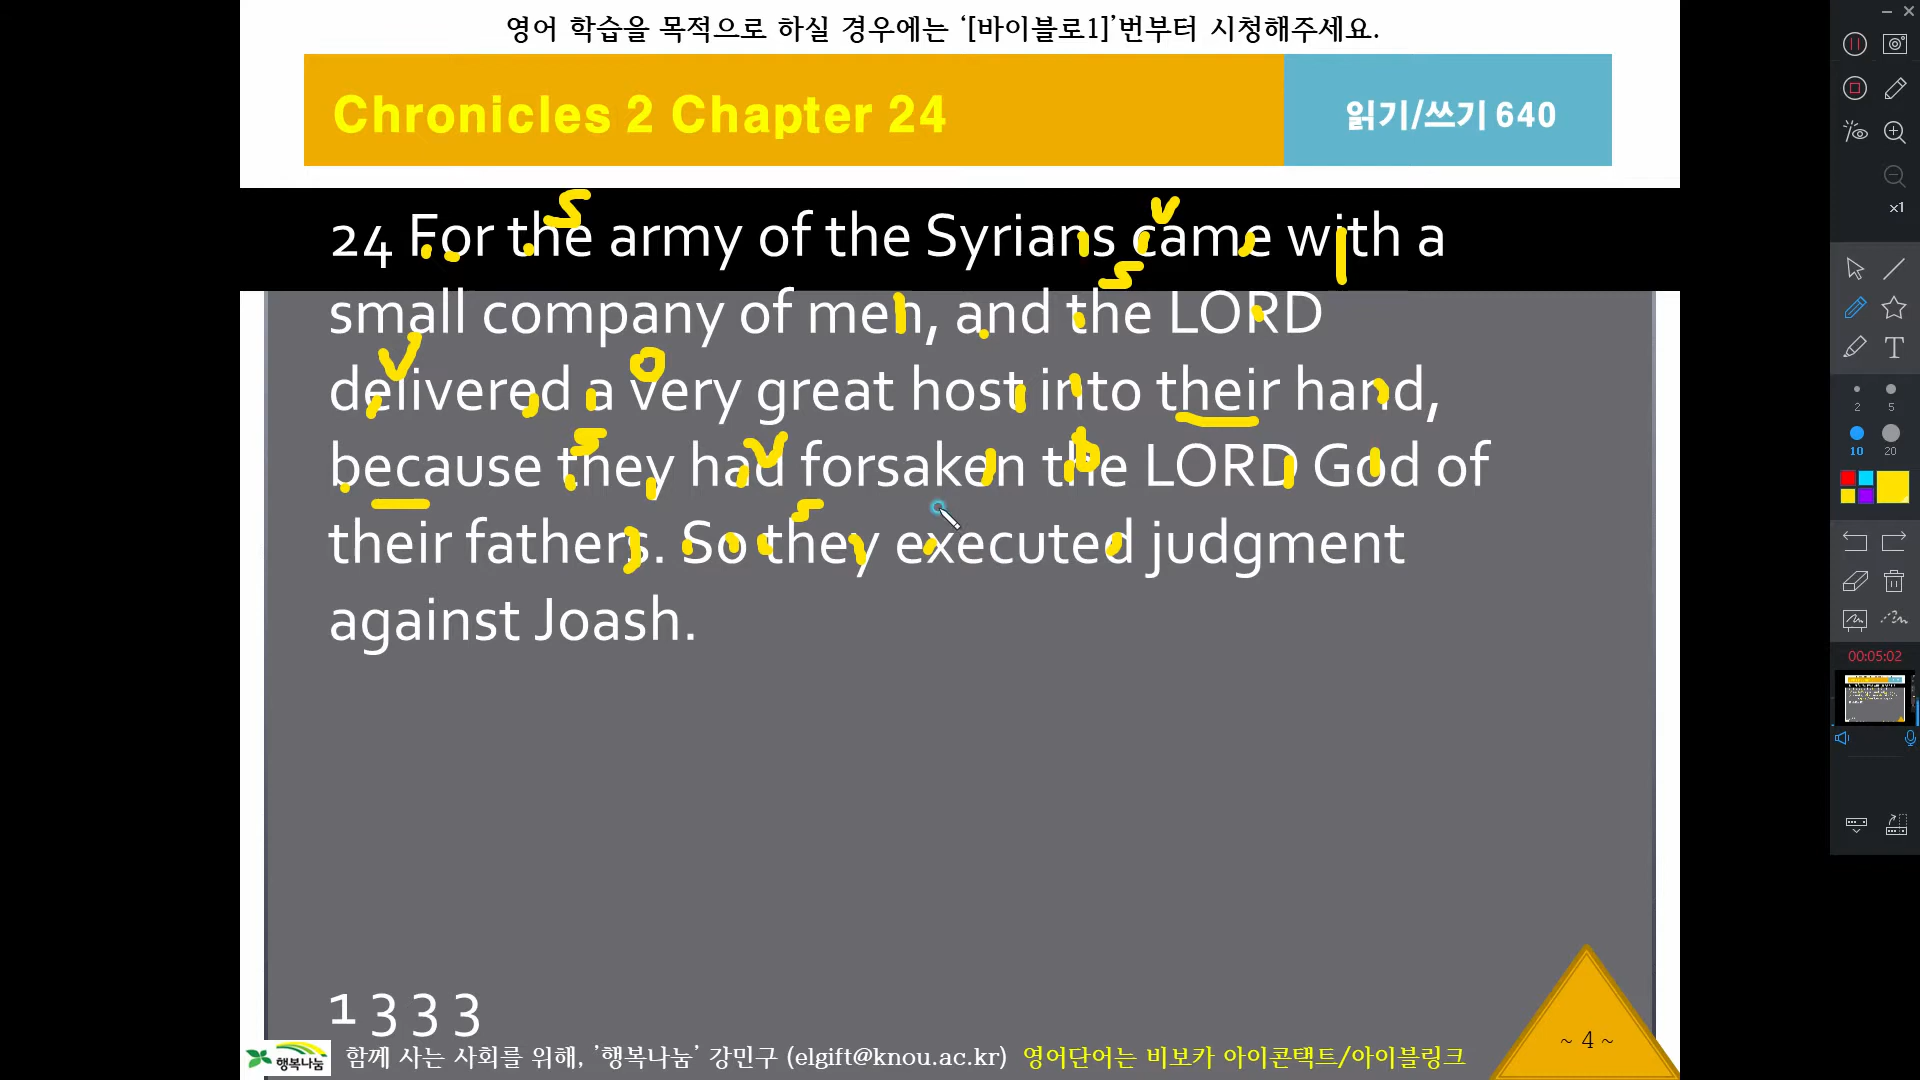 영어 학습을 목적으로 하실 경우에는 ‘[바이블로1]’번부터 시청해주세요.
Chronicles 2 Chapter 24
읽기/쓰기 640
S V
24 For the army of the Syrians came with a
S
small company of men, and the LORD
V O
delivered a very great host into their hand,
S V b
because they had forsaken the LORD God of
S
their fathers. So they executed judgment
against Joash.
1 3 3 3
행복나눔
함께 사는 사회를 위해, ’행복나눔’ 강민구 (elgift@knou.ac.kr) 영어단어는 비보카 아이콘택트/아이블링크
~ 4 ~
x1
T
2 5
10 20
00:05:02